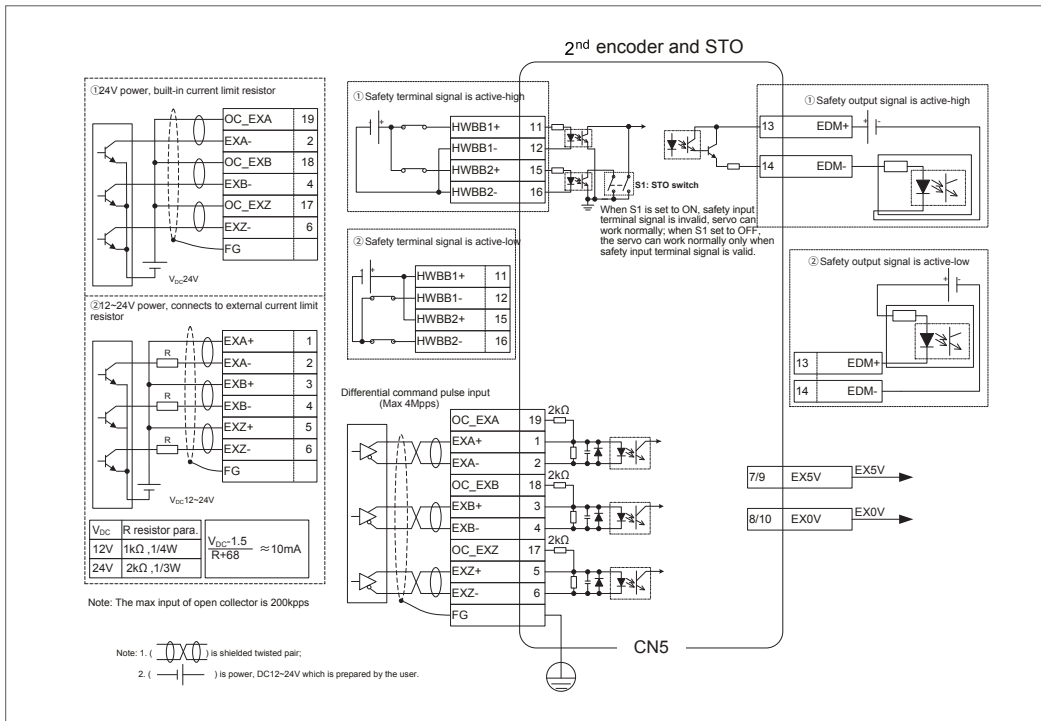 2nd encoder and STO
①24V power, built-in current limit resistor
OC_EXA 19
EXA- 2
OC_EXB 18
EXB- 4
OC_EXZ 17
EXZ- 6
FG
VDC24V
②12~24V power, connects to external current limit
resistor
EXA+ 1
R EXA- 2
EXB+ 3
R EXB- 4
EXZ+ 5
R EXZ- 6
FG
VDC12~24V
VDC R resistor para.
12V 1kΩ ,1/4W
24V 2kΩ ,1/3W
VDC-1.5
R+68
≈10mA
Note: The max input of open collector is 200kpps
Note: 1. ( ) is shielded twisted pair;
2. ( ) is power, DC12~24V which is prepared by the user.
① Safety terminal signal is active-high
HWBB1+ 11
HWBB1- 12
HWBB2+ 15
HWBB2- 16
S1: STO switch
When S1 is set to ON, safety input
terminal signal is invalid, servo can
work normally; when S1 set to OFF,
the servo can work normally only when
safety input terminal signal is valid.
② Safety terminal signal is active-low
HWBB1+ 11
HWBB1- 12
HWBB2+ 15
HWBB2- 16
Differential command pulse input
(Max 4Mpps)
OC_EXA 19 2kΩ
EXA+ 1
EXA- 2
OC_EXB 18 2kΩ
EXB+ 3
EXB- 4
OC_EXZ 17 2kΩ
EXZ+ 5
EXZ- 6
FG
CN5
① Safety output signal is active-high
13 EDM+
14 EDM-
② Safety output signal is active-low
13 EDM+
14 EDM-
7/9 EX5V EX5V
8/10 EX0V EX0V